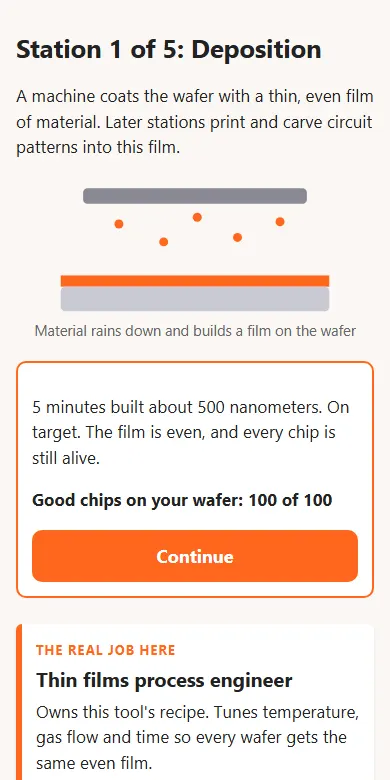 Station 1 of 5: Deposition
A machine coats the wafer with a thin, even film
of material. Later stations print and carve circuit
patterns into this film.
Material rains down and builds a film on the wafer
5 minutes built about 500 nanometers. On
target. The film is even, and every chip is
still alive.
Good chips on your wafer: 100 of 100
Continue
THE REAL JOB HERE
Thin films process engineer
Owns this tool's recipe. Tunes temperature,
gas flow and time so every wafer gets the
same even film.